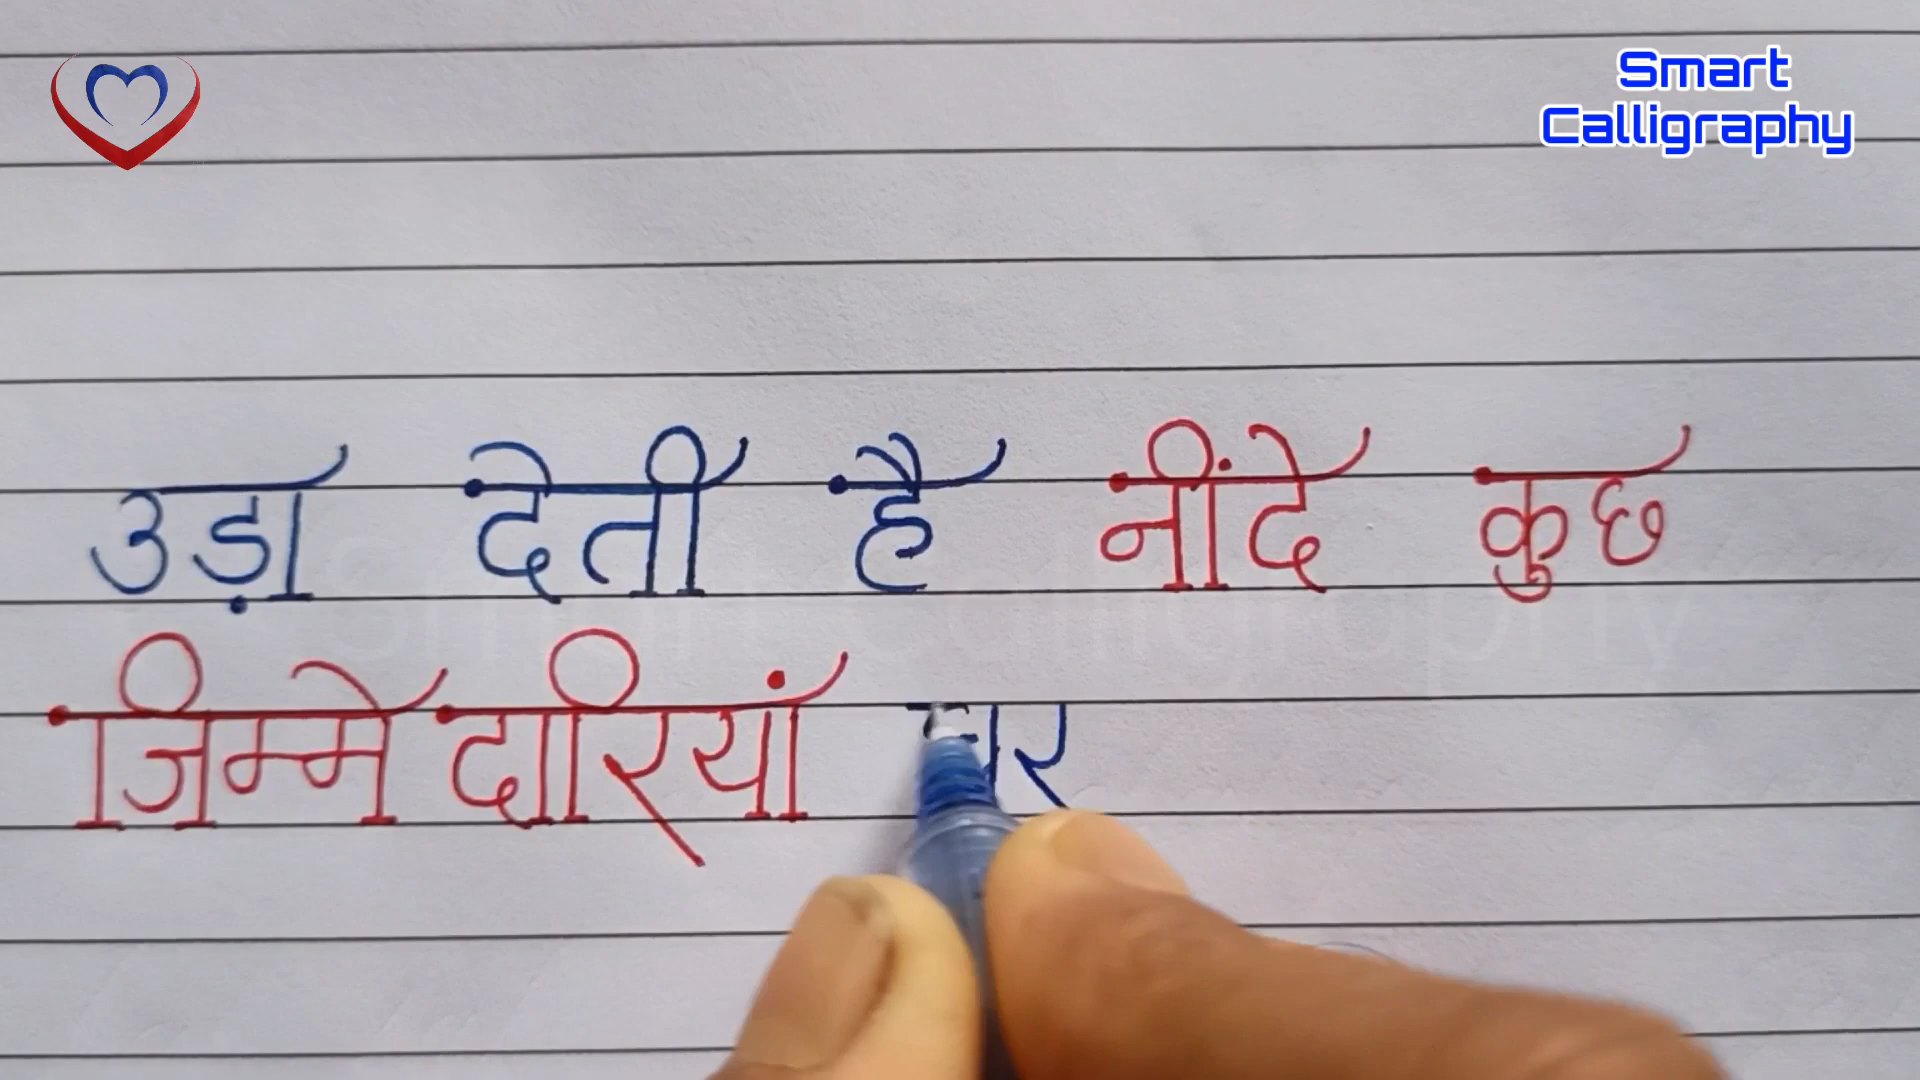 Smart
Calligraphy
उड़ा देती है नींदे कुछ
जिम्मेदारियां